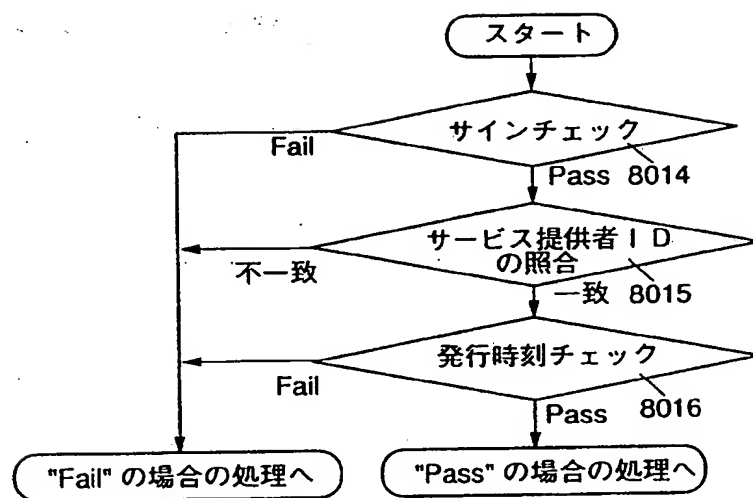 スタート
サインチェック
Fail
Pass 8014
サービス提供者ID
の照合
不一致
一致 8015
発行時刻チェック
Fail
Pass
8016
"Fail" の場合の処理へ
"Pass" の場合の処理へ